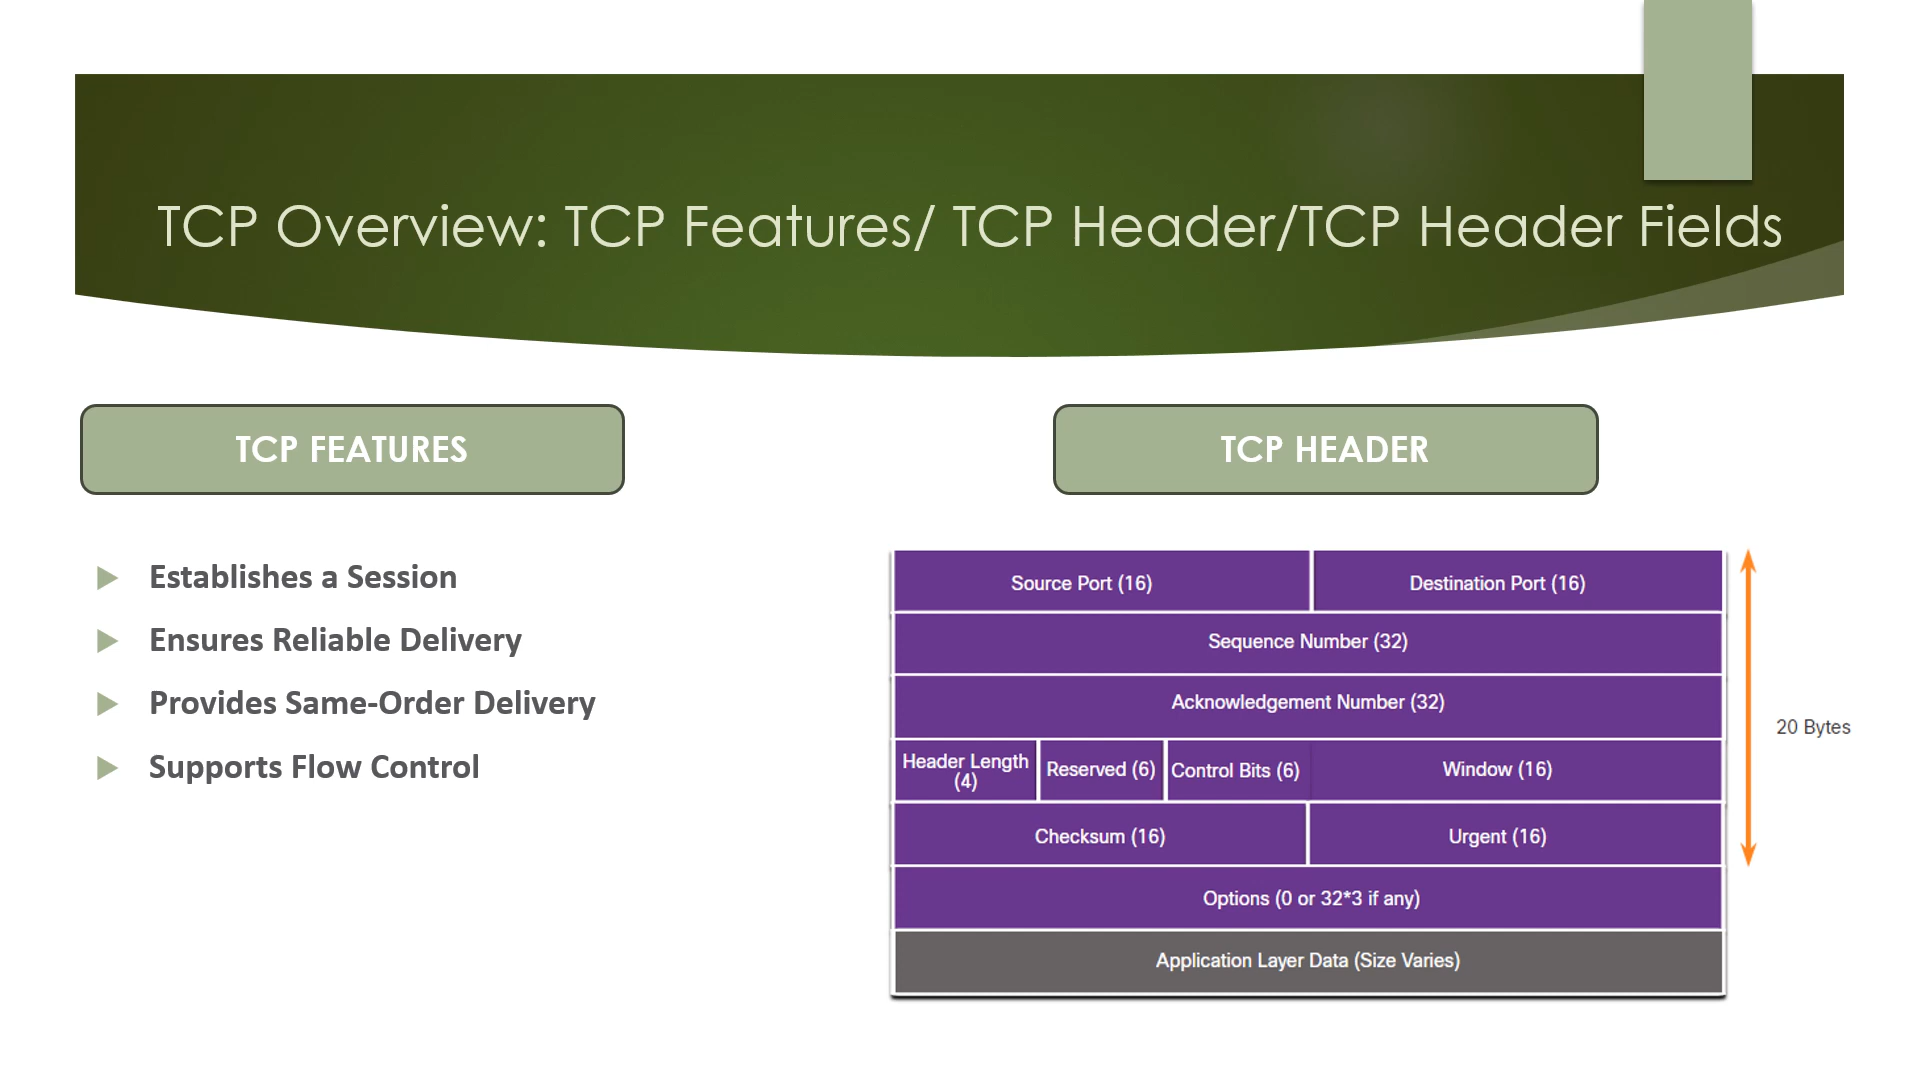 TCP Overview: TCP Features/ TCP Header/TCP Header Fields
TCP FEATURES
Establishes a Session
Ensures Reliable Delivery
Provides Same-Order Delivery
Supports Flow Control
TCP HEADER
Source Port (16)
Destination Port (16)
Sequence Number (32)
Acknowledgement Number (32)
Header Length
(4)
Reserved (6)
Control Bits (6)
Window (16)
Checksum (16)
Urgent (16)
Options (0 or 32*3 if any)
Application Layer Data (Size Varies)
20 Bytes